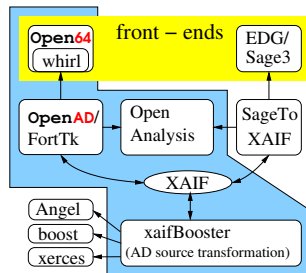 Open64
whirl
front – ends
EDG/
Sage3
OpenAD/
FortTk
Open
Analysis
SageTo
XAIF
XAIF
Angel
boost
xerces
xaifBooster
(AD source transformation)